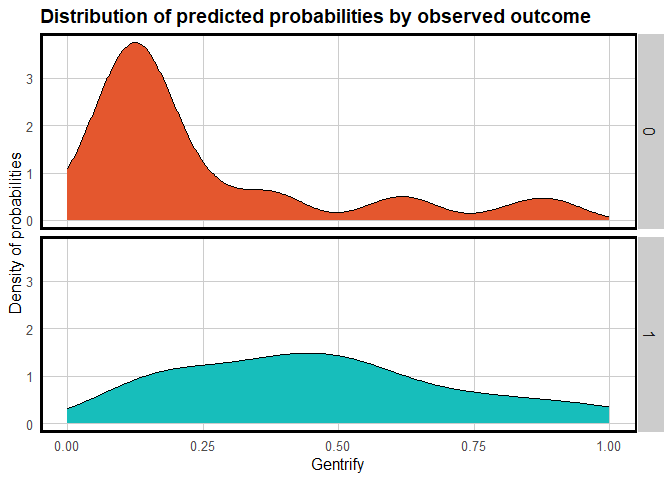 Distribution of predicted probabilities by observed outcome
Density of probabilities
3
2
1
0
0
3
2
1
0
1
0.00 0.25 0.50 0.75 1.00
Gentrify